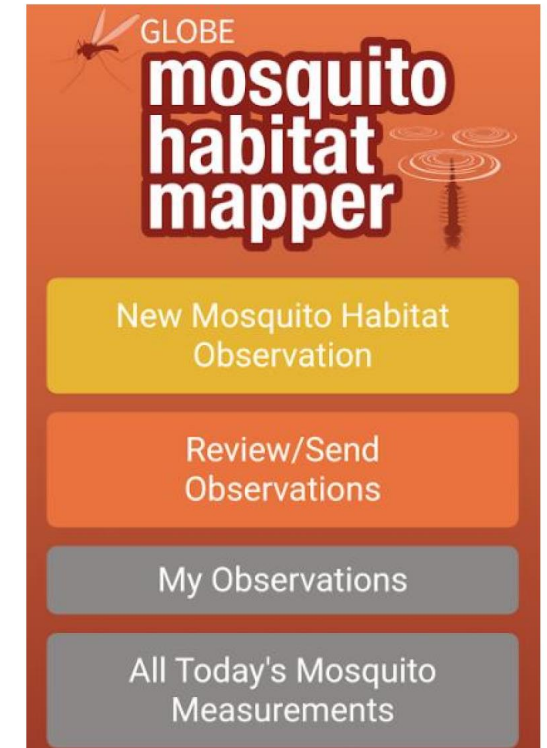 GLOBE
mosquito
habitat
mapper
New Mosquito Habitat
Observation
Review/Send
Observations
My Observations
All Today's Mosquito
Measurements